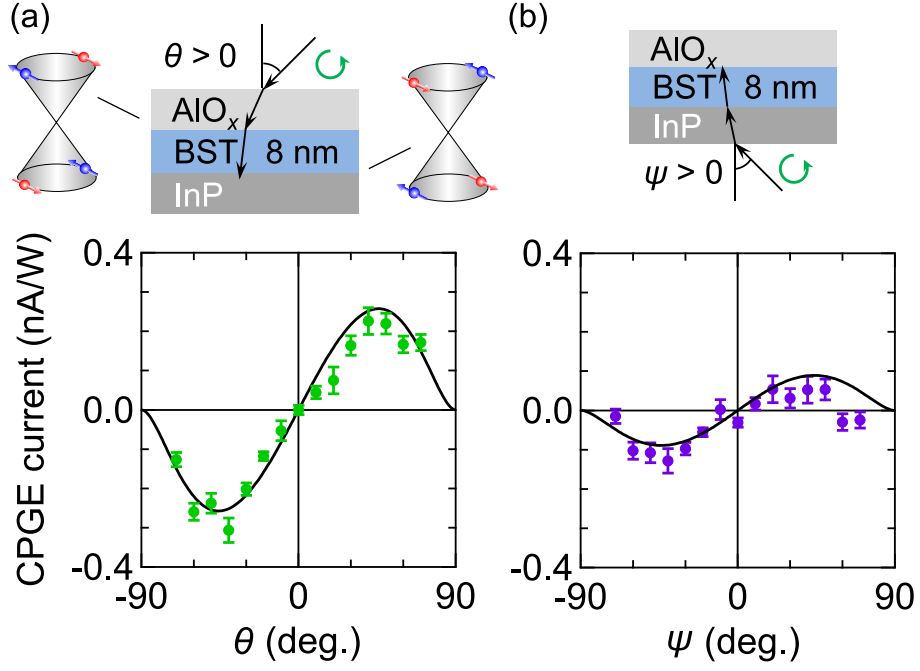 (a)
θ > 0
AlOx
BST 8 nm
InP
(b)
AlOx
BST 8 nm
InP
ψ > 0
CPGE current (nA/W)
0.4
0.0
-0.4
-90 0 90
θ (deg.)
0.4
0.0
-0.4
-90 0 90
ψ (deg.)